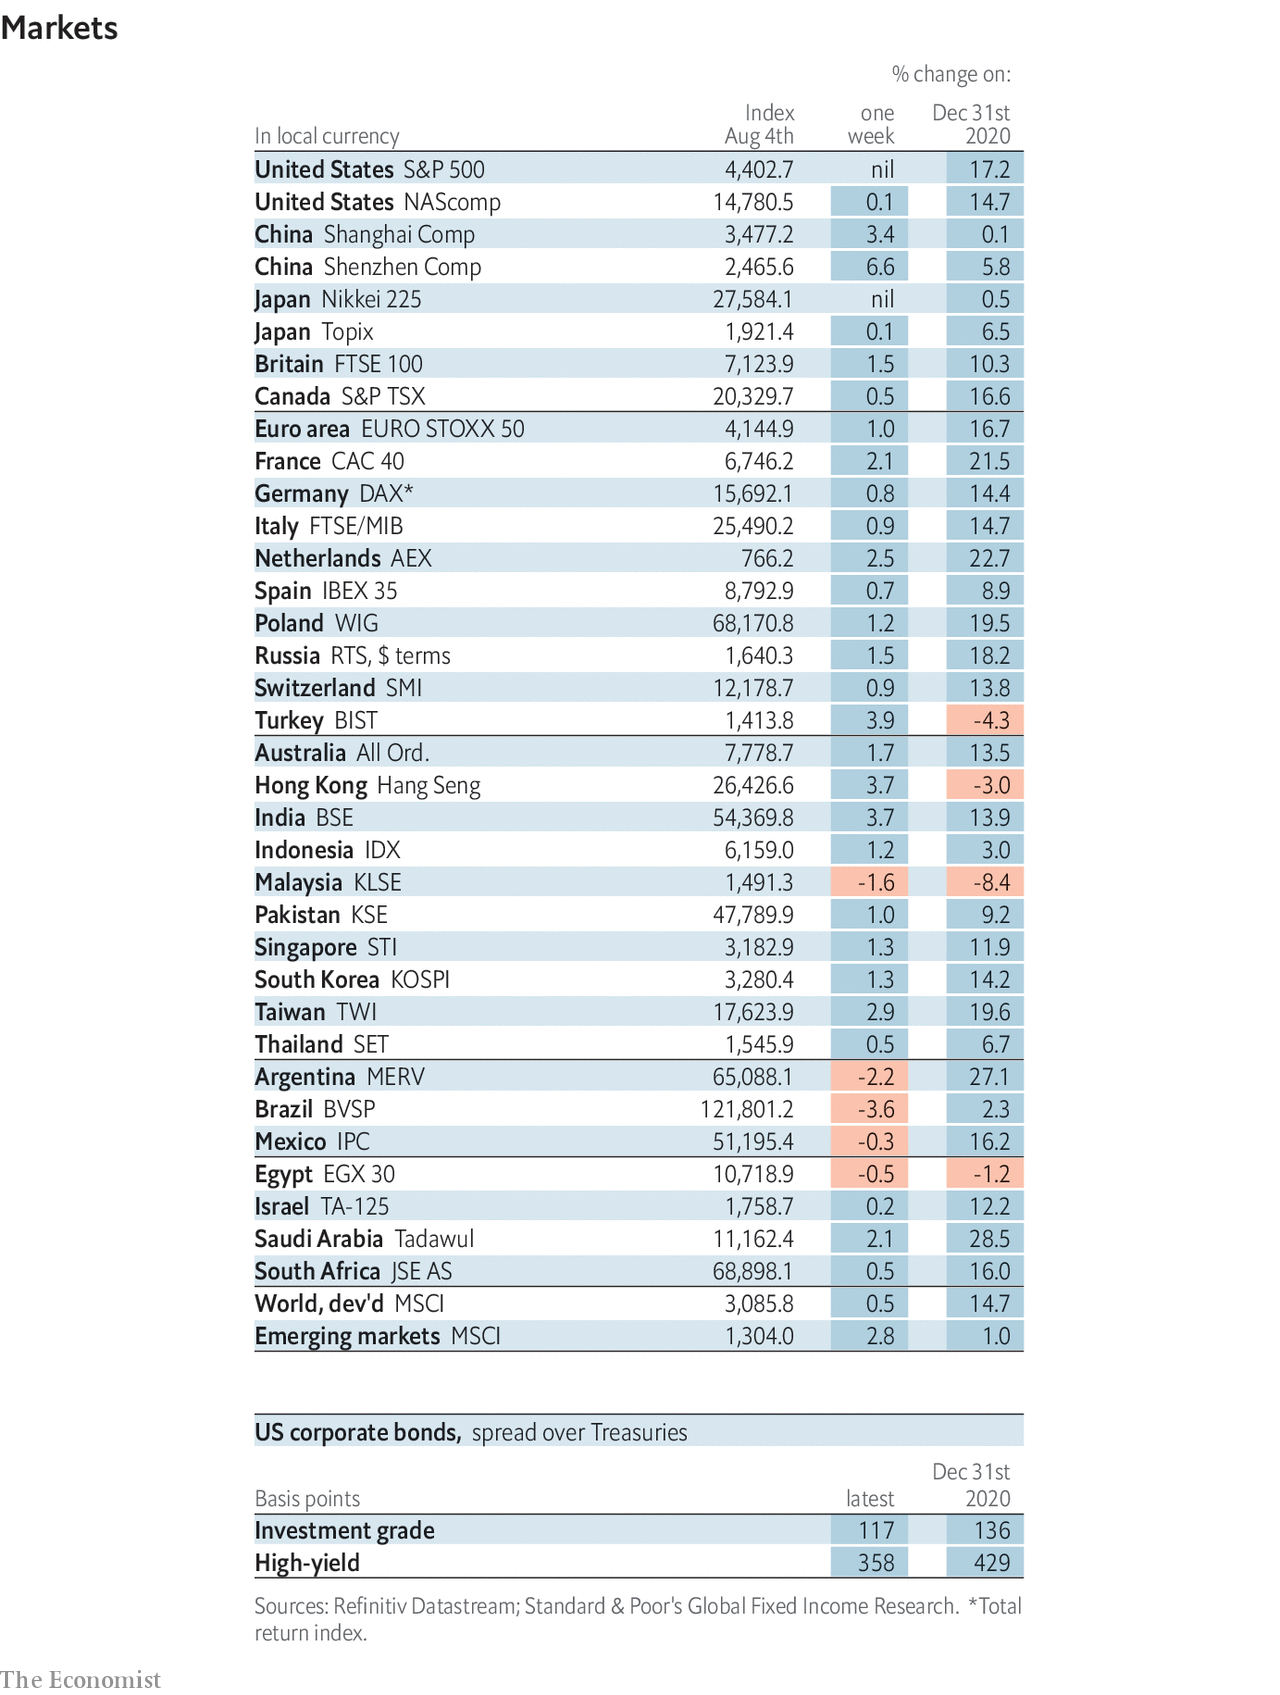 Markets
% change on:
Index one Dec 31st
In local currency Aug 4th week 2020
United States S&P 500 4,402.7 nil 17.2
United States NAScomp 14,780.5 0.1 14.7
China Shanghai Comp 3,477.2 3.4 0.1
China Shenzhen Comp 2,465.6 6.6 5.8
Japan Nikkei 225 27,584.1 nil 0.5
Japan Topix 1,921.4 0.1 6.5
Britain FTSE 100 7,123.9 1.5 10.3
Canada S&P TSX 20,329.7 0.5 16.6
Euro area EURO STOXX 50 4,144.9 1.0 16.7
France CAC 40 6,746.2 2.1 21.5
Germany DAX* 15,692.1 0.8 14.4
Italy FTSE/MIB 25,490.2 0.9 14.7
Netherlands AEX 766.2 2.5 22.7
Spain IBEX 35 8,792.9 0.7 8.9
Poland WIG 68,170.8 1.2 19.5
Russia RTS, $ terms 1,640.3 1.5 18.2
Switzerland SMI 12,178.7 0.9 13.8
Turkey BIST 1,413.8 3.9 -4.3
Australia All Ord. 7,778.7 1.7 13.5
Hong Kong Hang Seng 26,426.6 3.7 -3.0
India BSE 54,369.8 3.7 13.9
Indonesia IDX 6,159.0 1.2 3.0
Malaysia KLSE 1,491.3 -1.6 -8.4
Pakistan KSE 47,789.9 1.0 9.2
Singapore STI 3,182.9 1.3 11.9
South Korea KOSPI 3,280.4 1.3 14.2
Taiwan TWI 17,623.9 2.9 19.6
Thailand SET 1,545.9 0.5 6.7
Argentina MERV 65,088.1 -2.2 27.1
Brazil BVSP 121,801.2 -3.6 2.3
Mexico IPC 51,195.4 -0.3 16.2
Egypt EGX 30 10,718.9 -0.5 -1.2
Israel TA-125 1,758.7 0.2 12.2
Saudi Arabia Tadawul 11,162.4 2.1 28.5
South Africa JSE AS 68,898.1 0.5 16.0
World, dev'd MSCI 3,085.8 0.5 14.7
Emerging markets MSCI 1,304.0 2.8 1.0
US corporate bonds, spread over Treasuries
Dec 31st
Basis points latest 2020
Investment grade 117 136
High-yield 358 429
Sources: Refinitiv Datastream; Standard & Poor's Global Fixed Income Research. *Total
return index.
The Economist